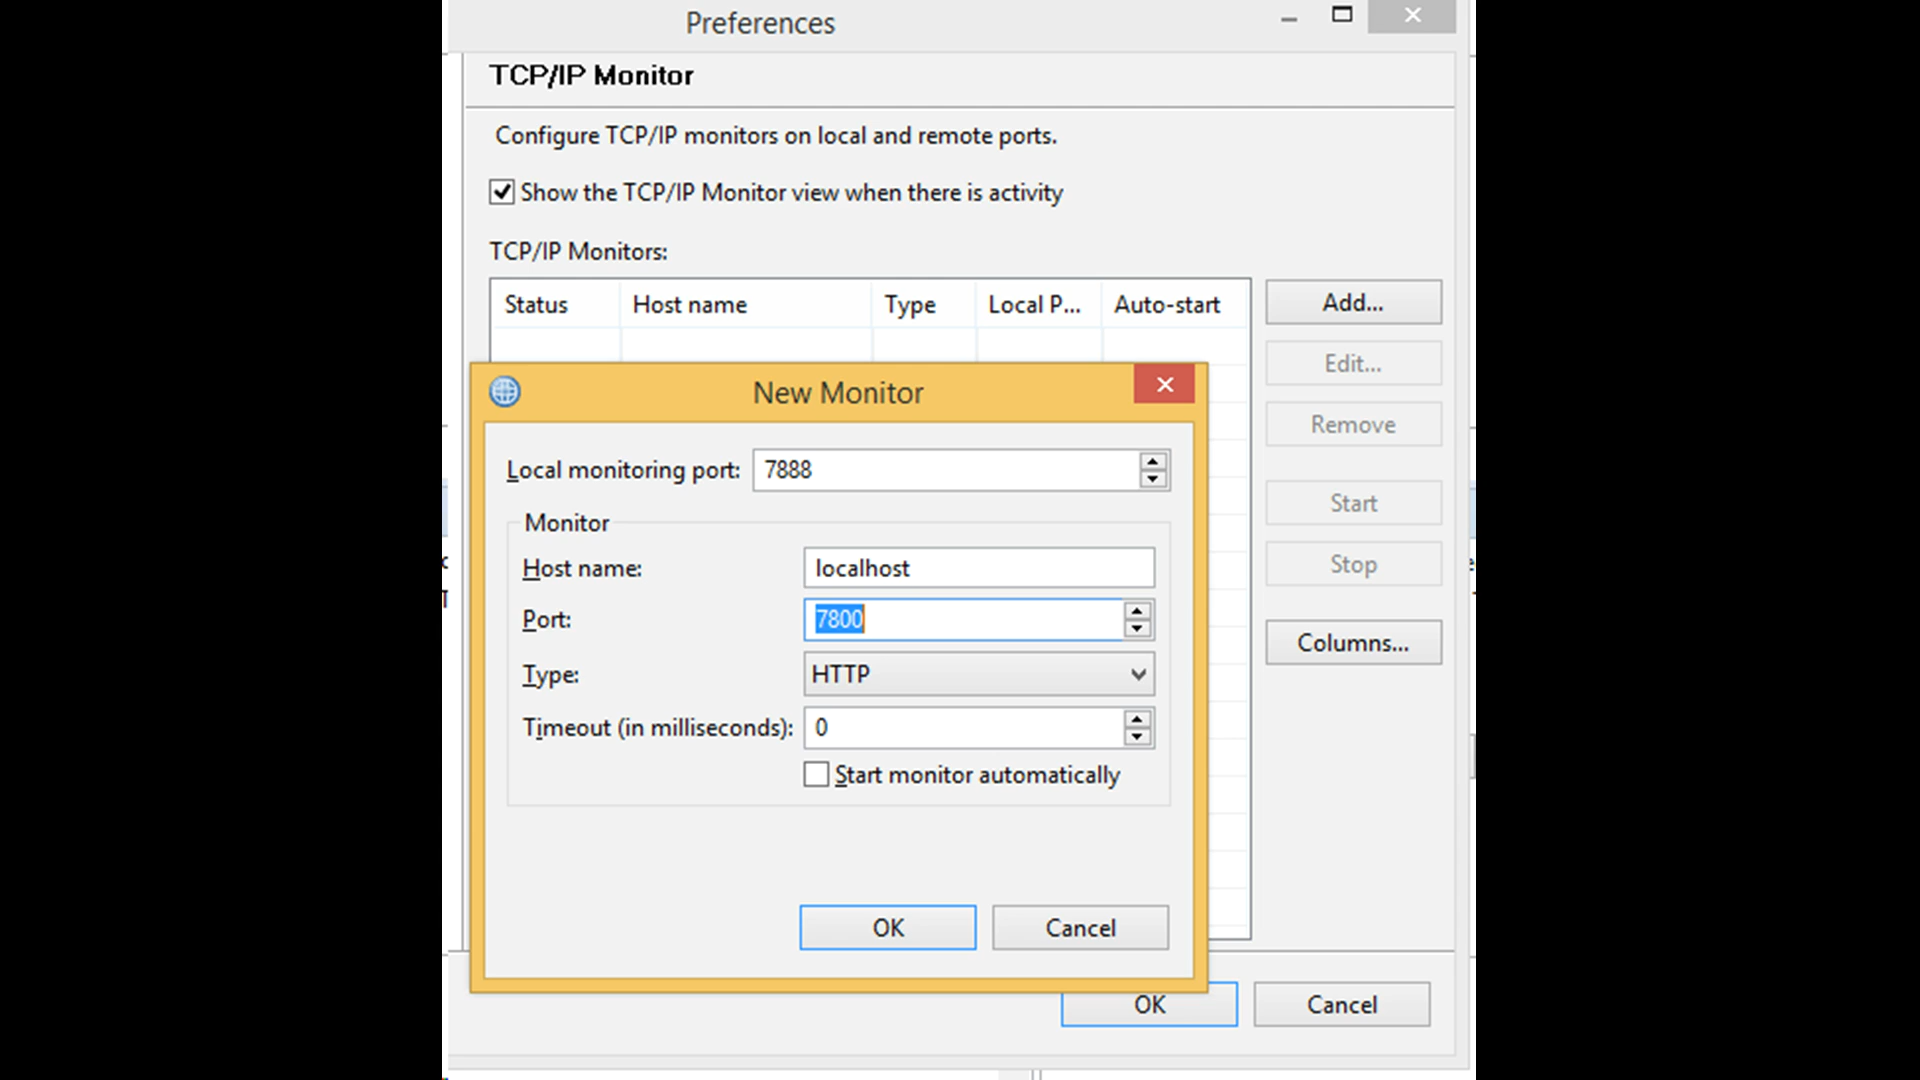 Preferences
TCP/IP Monitor
Configure TCP/IP monitors on local and remote ports.
Show the TCP/IP Monitor view when there is activity
TCP/IP Monitors:
Status Host name Type Local P... Auto-start
Add...
Edit...
Remove
Start
Stop
Columns...
New Monitor
Local monitoring port: 7888
Monitor
Host name: localhost
Port: 7800
Type: HTTP
Timeout (in milliseconds): 0
Start monitor automatically
OK Cancel
OK Cancel